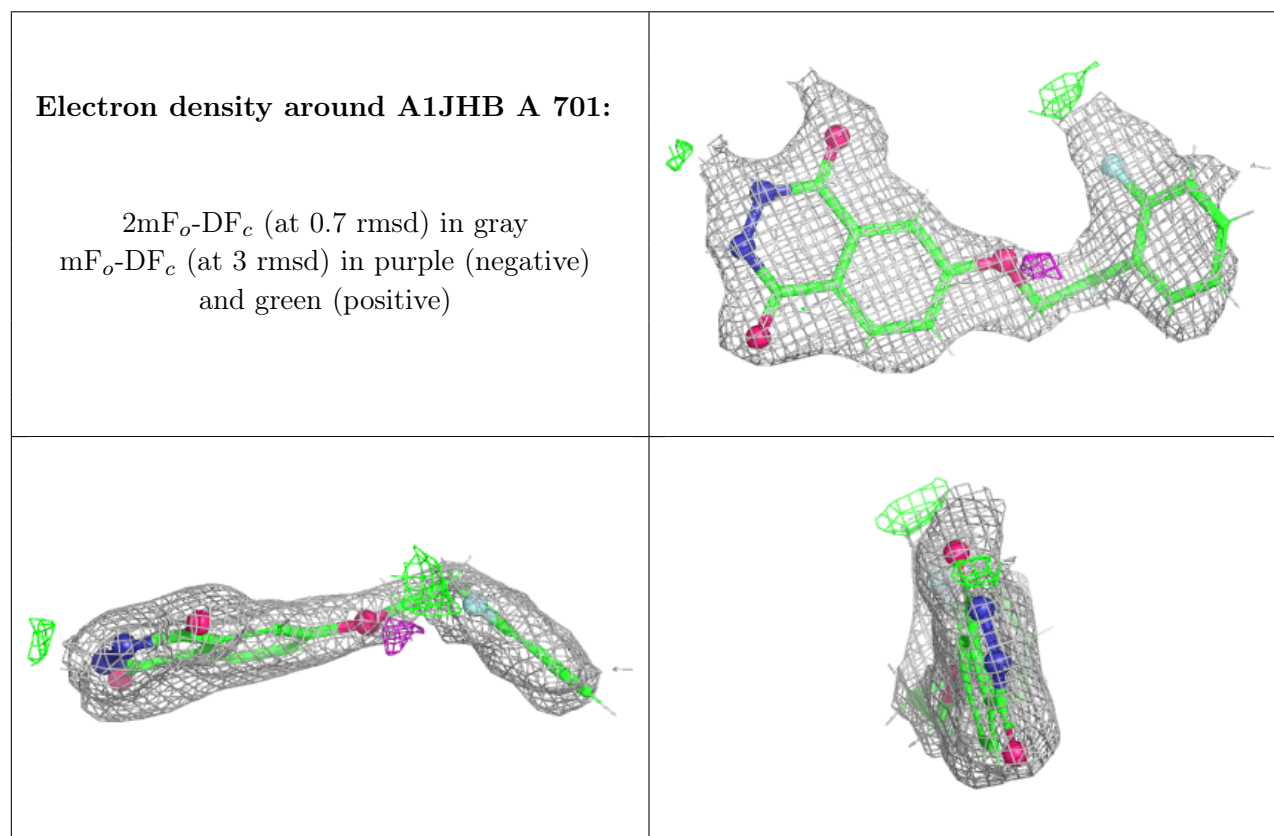 Electron density around A1JHB A 701:
2mFₒ-DF𝒸 (at 0.7 rmsd) in gray
mFₒ-DF𝒸 (at 3 rmsd) in purple (negative)
and green (positive)